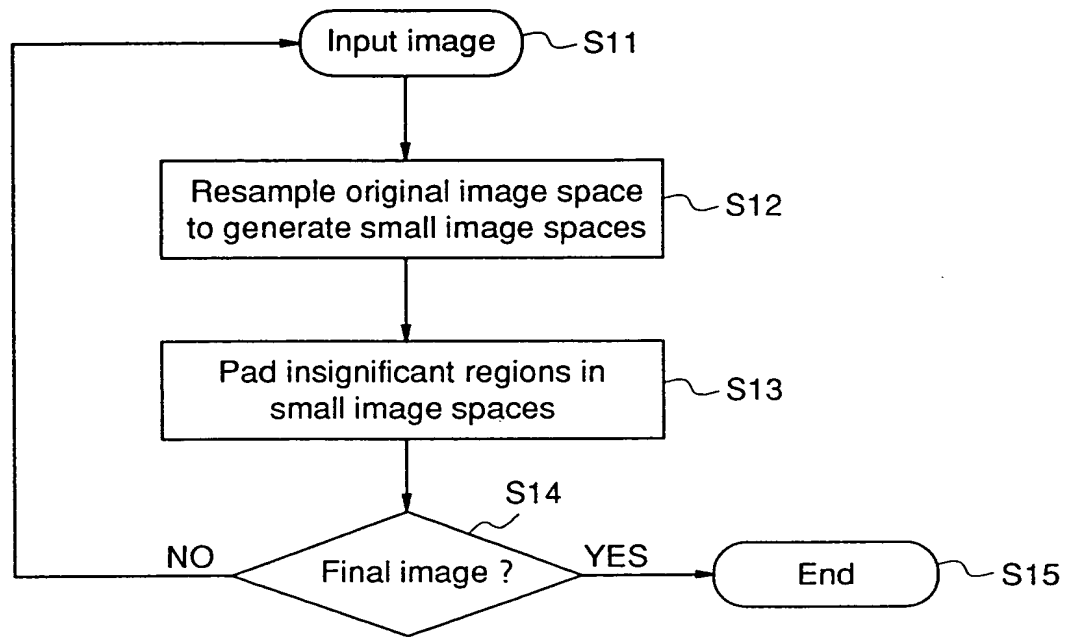 Input image
S11
Resample original image space
to generate small image spaces
S12
Pad insignificant regions in
small image spaces
S13
S14
NO
Final image ?
YES
End
S15